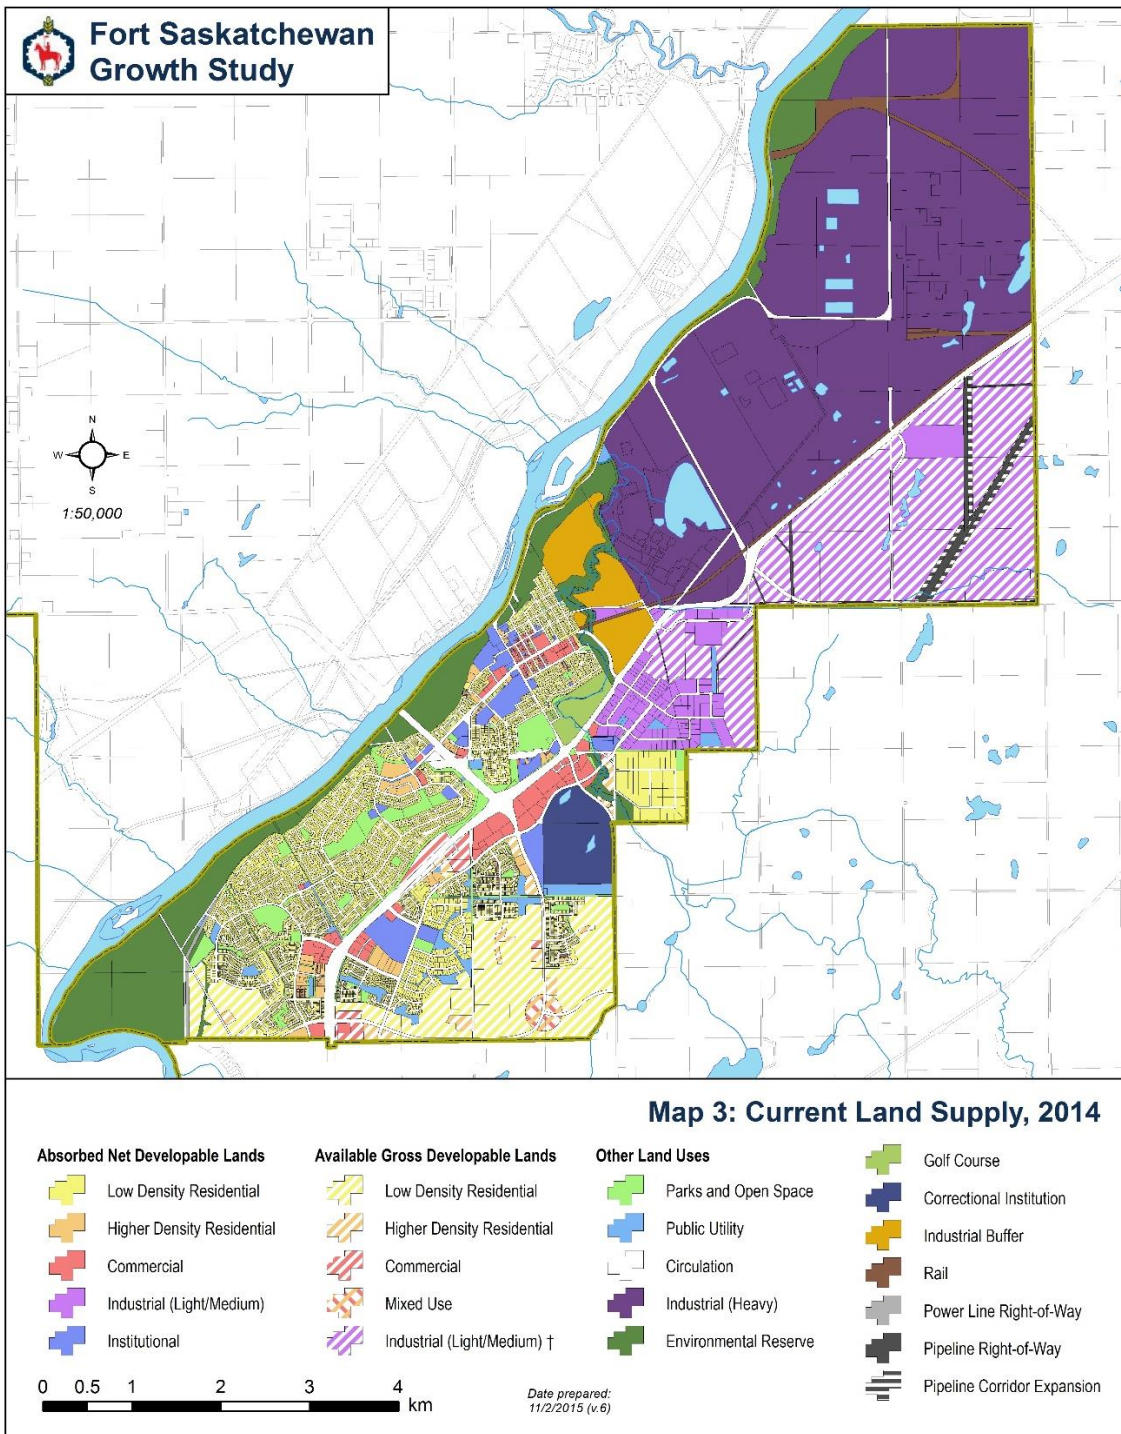 Fort Saskatchewan
Growth Study
N
W
E
S
1:50,000
Map 3: Current Land Supply, 2014
Absorbed Net Developable Lands
Low Density Residential
Higher Density Residential
Commercial
Industrial (Light/Medium)
Institutional
Available Gross Developable Lands
Low Density Residential
Higher Density Residential
Commercial
Mixed Use
Industrial (Light/Medium) †
Other Land Uses
Parks and Open Space
Public Utility
Circulation
Industrial (Heavy)
Environmental Reserve
Golf Course
Correctional Institution
Industrial Buffer
Rail
Power Line Right-of-Way
Pipeline Right-of-Way
Pipeline Corridor Expansion
0 0.5 1 2 3 4
km
Date prepared:
11/2/2015 (v.6)